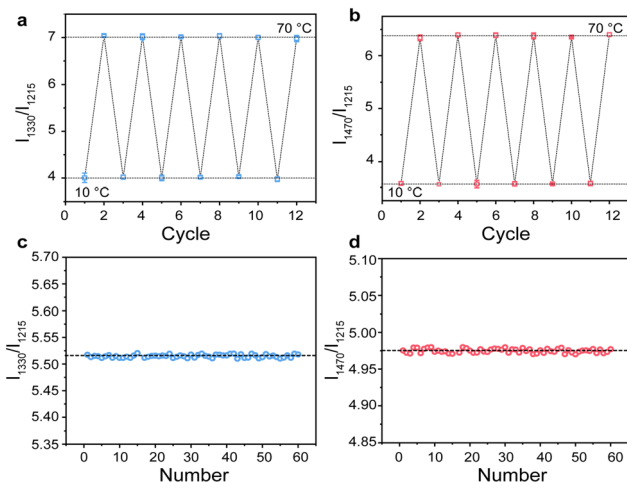 a
I1330/I1215
7
6
5
4
70 °C
10 °C
0 2 4 6 8 10 12
Cycle
b
I1470/I1215
6
5
4
70 °C
10 °C
0 2 4 6 8 10 12
Cycle
c
I1330/I1215
5.70
5.65
5.60
5.55
5.50
5.45
5.40
5.35
0 10 20 30 40 50 60
Number
d
I1470/I1215
5.10
5.05
5.00
4.95
4.90
4.85
0 10 20 30 40 50 60
Number